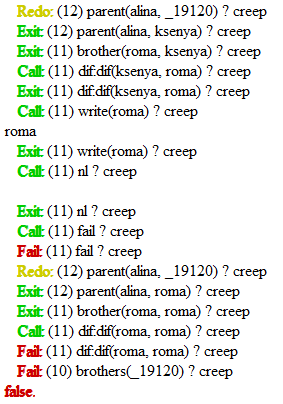 Redo: (12) parent(alina, _19120) ? creep
Exit: (12) parent(alina, ksenya) ? creep
Exit: (11) brother(roma, ksenya) ? creep
Call: (11) dif:dif(ksenya, roma) ? creep
Exit: (11) dif:dif(ksenya, roma) ? creep
Call: (11) write(roma) ? creep
roma
Exit: (11) write(roma) ? creep
Call: (11) nl ? creep
Exit: (11) nl ? creep
Call: (11) fail ? creep
Fail: (11) fail ? creep
Redo: (12) parent(alina, _19120) ? creep
Exit: (12) parent(alina, roma) ? creep
Exit: (11) brother(roma, roma) ? creep
Call: (11) dif:dif(roma, roma) ? creep
Fail: (11) dif:dif(roma, roma) ? creep
Fail: (10) brothers(_19120) ? creep
false.